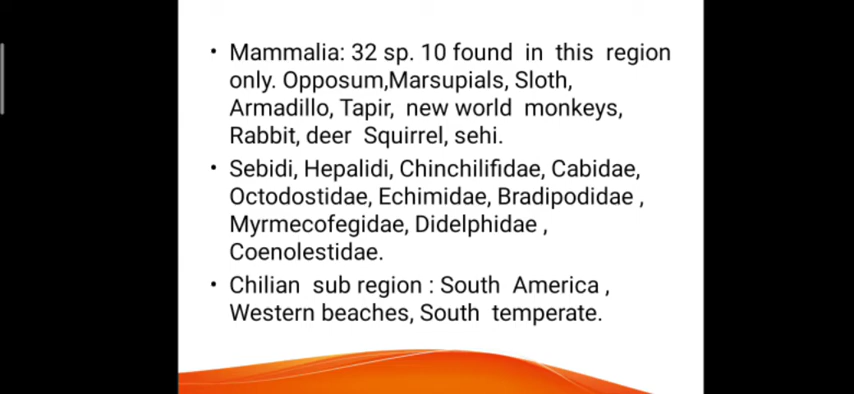 • Mammalia: 32 sp. 10 found in this region
only. Opposum,Marsupials, Sloth,
Armadillo, Tapir, new world monkeys,
Rabbit, deer Squirrel, sehi.
• Sebidi, Hepalidi, Chinchilifidae, Cabidae,
Octodostidae, Echimidae, Bradipodidae ,
Myrmecofegidae, Didelphidae ,
Coenolestidae.
• Chilian sub region : South America ,
Western beaches, South temperate.